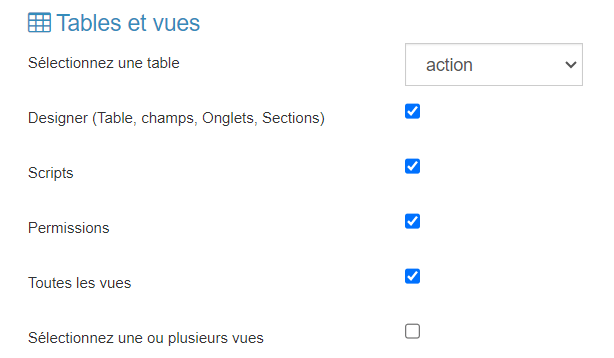 Tables et vues
Sélectionnez une table
action
Designer (Table, champs, Onglets, Sections)
Scripts
Permissions
Toutes les vues
Sélectionnez une ou plusieurs vues